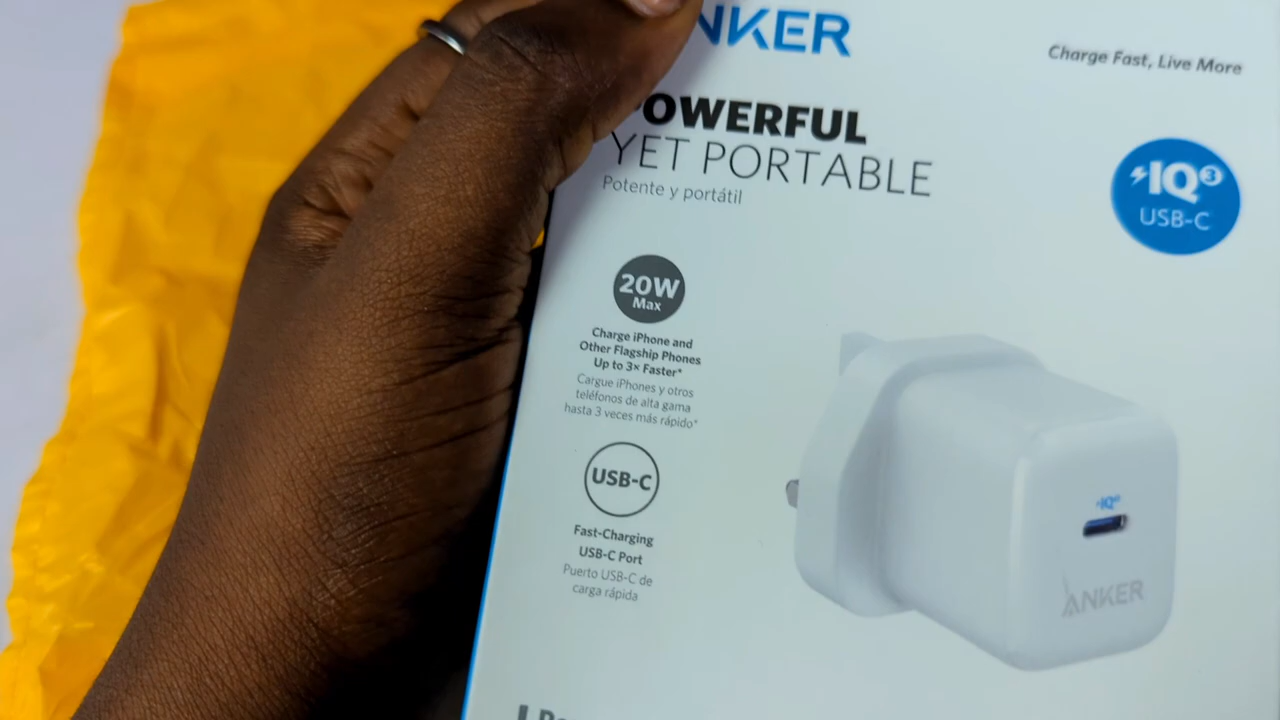 NKER
Charge Fast, Live More
POWERFUL
YET PORTABLE
Potente y portátil
IQ3
USB-C
20W
Max
Charge iPhone and
Other Flagship Phones
Up to 3× Faster*
Cargue iPhones y otros
teléfonos de alta gama
hasta 3 veces más rápido*
USB-C
Fast-Charging
USB-C Port
Puerto USB-C de
carga rápida
IQ3
ANKER